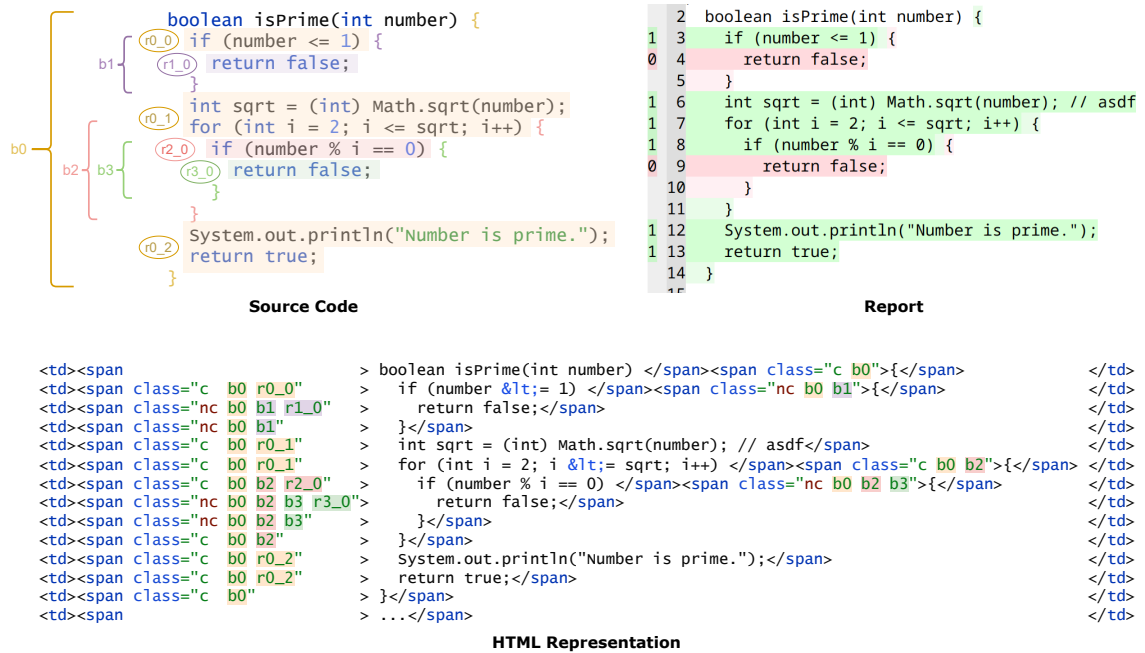 boolean isPrime(int number) {
r0_0 if (number <= 1) {
b1 r1_0 return false;
}
int sqrt = (int) Math.sqrt(number);
r0_1
for (int i = 2; i <= sqrt; i++) {
b0 r2_0 if (number % i == 0) {
b2 b3 r3_0 return false;
}
}
System.out.println("Number is prime.");
r0_2
return true;
}
Source Code
2 boolean isPrime(int number) {
1 3 if (number <= 1) {
0 4 return false;
5 }
1 6 int sqrt = (int) Math.sqrt(number); // asdf
1 7 for (int i = 2; i <= sqrt; i++) {
1 8 if (number % i == 0) {
0 9 return false;
10 }
11 }
1 12 System.out.println("Number is prime.");
1 13 return true;
14 }
Report
<td><span > boolean isPrime(int number) </span><span class="c b0">{</span> </td>
<td><span class="c b0 r0_0" > if (number &lt;= 1) </span><span class="nc b0 b1">{</span> </td>
<td><span class="nc b0 b1 r1_0" > return false;</span> </td>
<td><span class="nc b0 b1" > }</span> </td>
<td><span class="c b0 r0_1" > int sqrt = (int) Math.sqrt(number); // asdf</span> </td>
<td><span class="c b0 r0_1" > for (int i = 2; i &lt;= sqrt; i++) </span><span class="c b0 b2">{</span> </td>
<td><span class="c b0 b2 r2_0" > if (number % i == 0) </span><span class="nc b0 b2 b3">{</span> </td>
<td><span class="nc b0 b2 b3 r3_0"> return false;</span> </td>
<td><span class="nc b0 b2 b3" > }</span> </td>
<td><span class="c b0 b2" > }</span> </td>
<td><span class="c b0 r0_2" > System.out.println("Number is prime.");</span> </td>
<td><span class="c b0 r0_2" > return true;</span> </td>
<td><span class="c b0" > }</span> </td>
<td><span > ...</span> </td>
HTML Representation